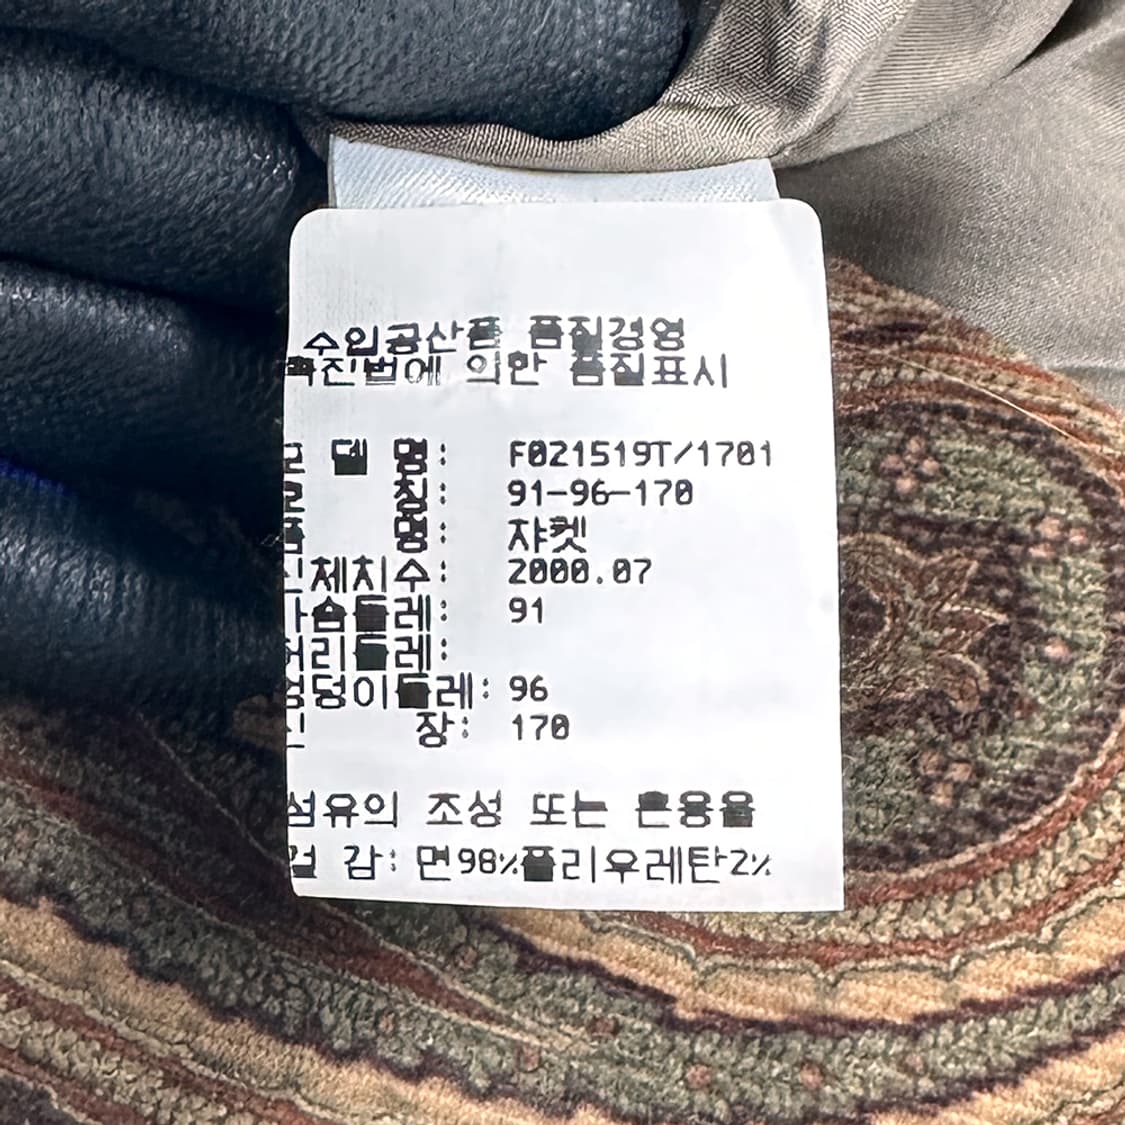 수입공산품 품질경영
촉진법에 의한 품질표시
모 델 명: F021519T/1701
호 칭: 91-96-170
품 명: 쟈켓
신체치수: 2000.07
가슴둘레: 91
허리둘레:
엉덩이둘레: 96
신 장: 170
섬유의 조성 또는 혼용율
겉 감: 면98%폴리우레탄2%